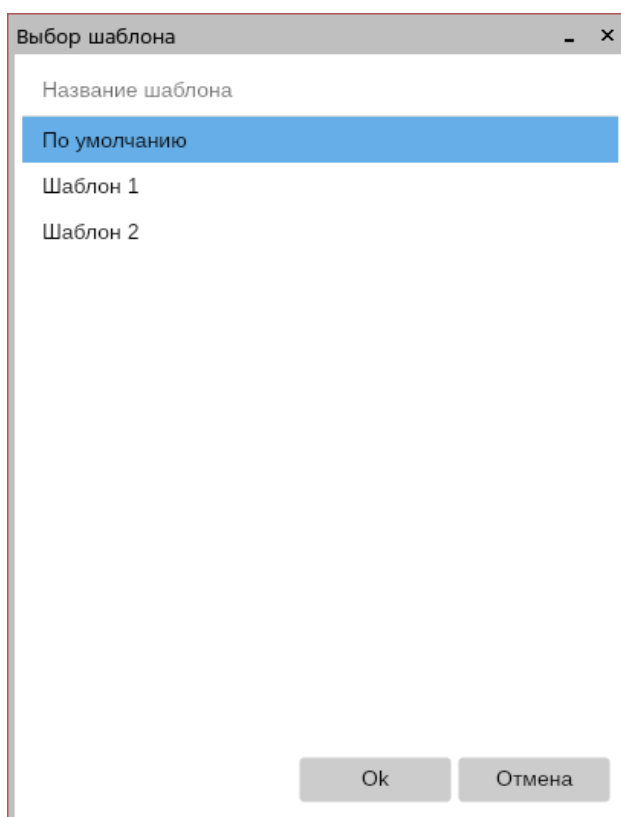 Выбор шаблона
Название шаблона
По умолчанию
Шаблон 1
Шаблон 2
Ok Отмена